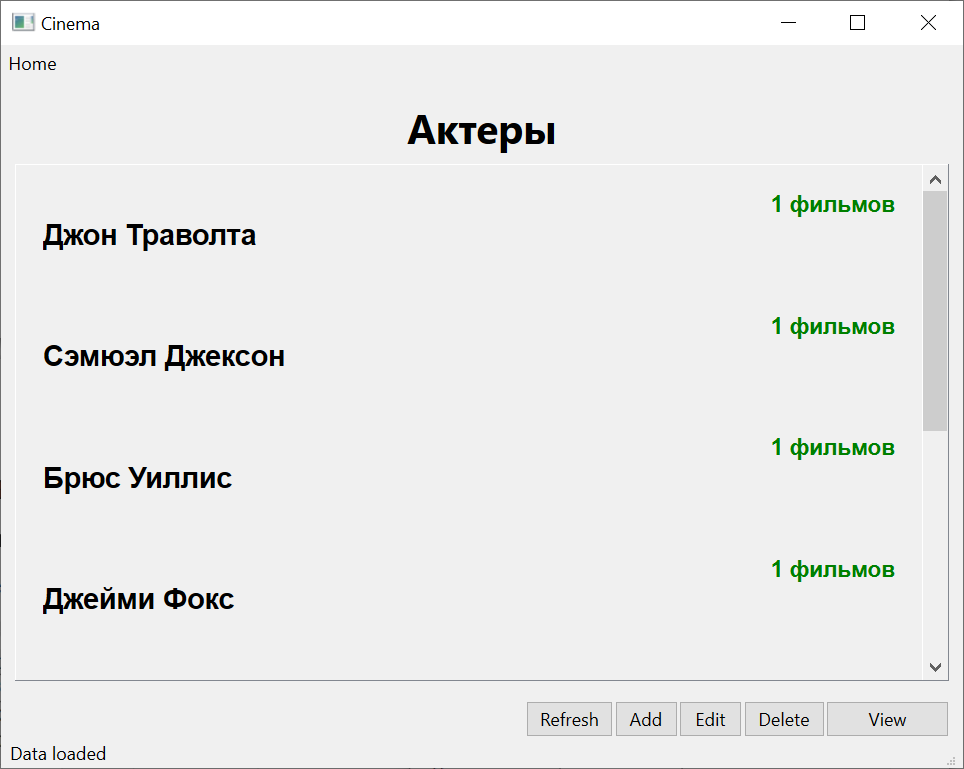 Cinema
Home
Актеры
1 фильмов
Джон Траволта
1 фильмов
Сэмюэл Джексон
1 фильмов
Брюс Уиллис
1 фильмов
Джейми Фокс
Refresh Add Edit Delete View
Data loaded